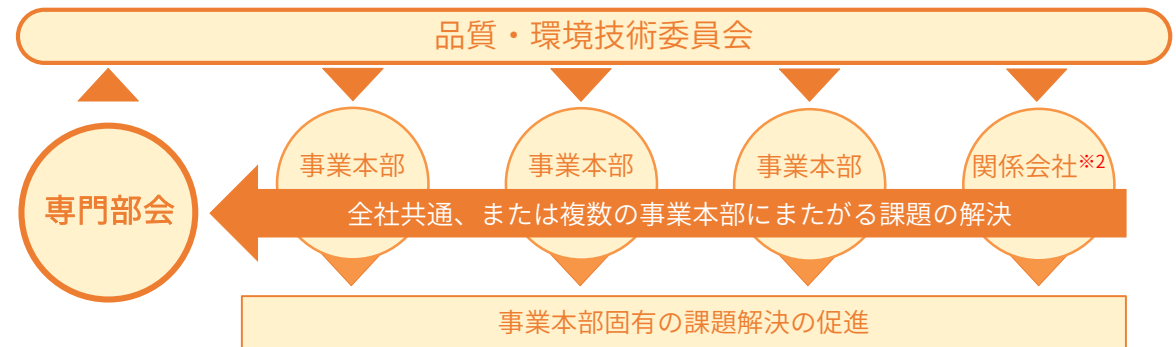 品質・環境技術委員会
専門部会
事業本部
事業本部
事業本部
関係会社※2
全社共通、または複数の事業本部にまたがる課題の解決
事業本部固有の課題解決の促進